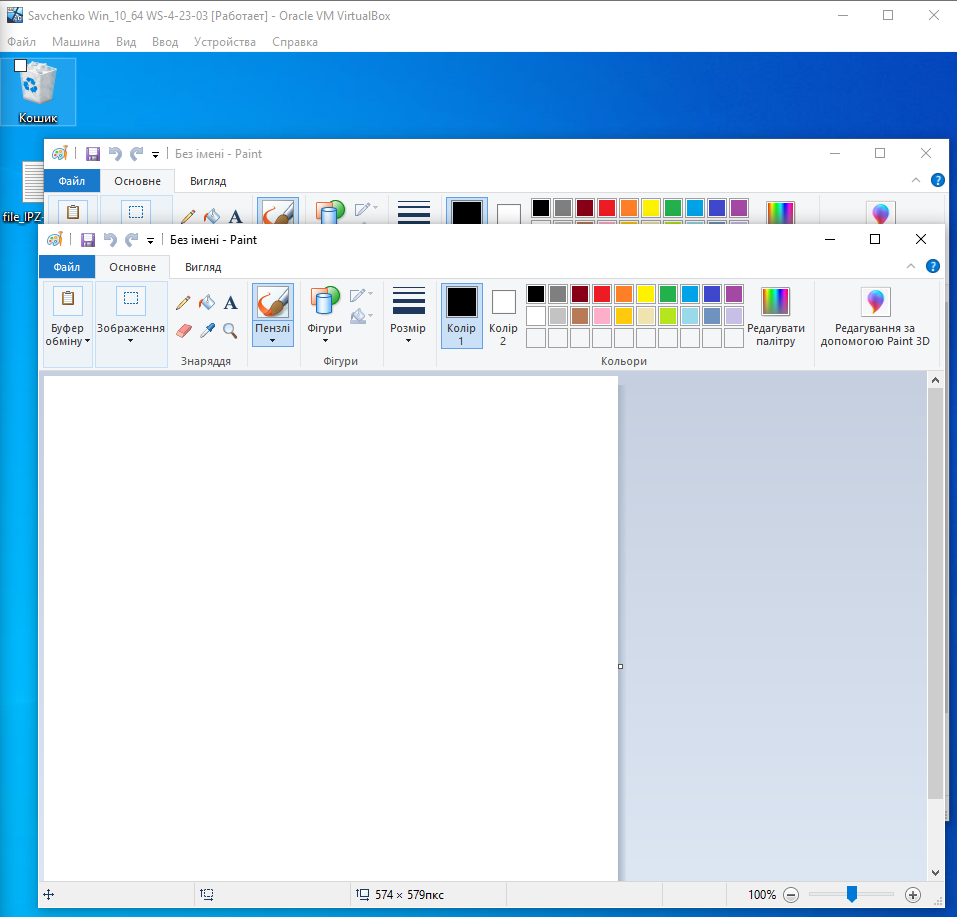 Savchenko Win_10_64 WS-4-23-03 [Работает] - Oracle VM VirtualBox
Файл Машина Вид Ввод Устройства Справка
Кошик
file_IPZ-
Без імені - Paint
Файл Основне Вигляд
A
Без імені - Paint
Файл Основне Вигляд
Буфер обміну
Зображення
A
Знаряддя
Пензлі
Фігури
Фігури
Розмір
Колір 1
Колір 2
Кольори
Редагувати палітру
Редагування за допомогою Paint 3D
574 × 579пкс
100%